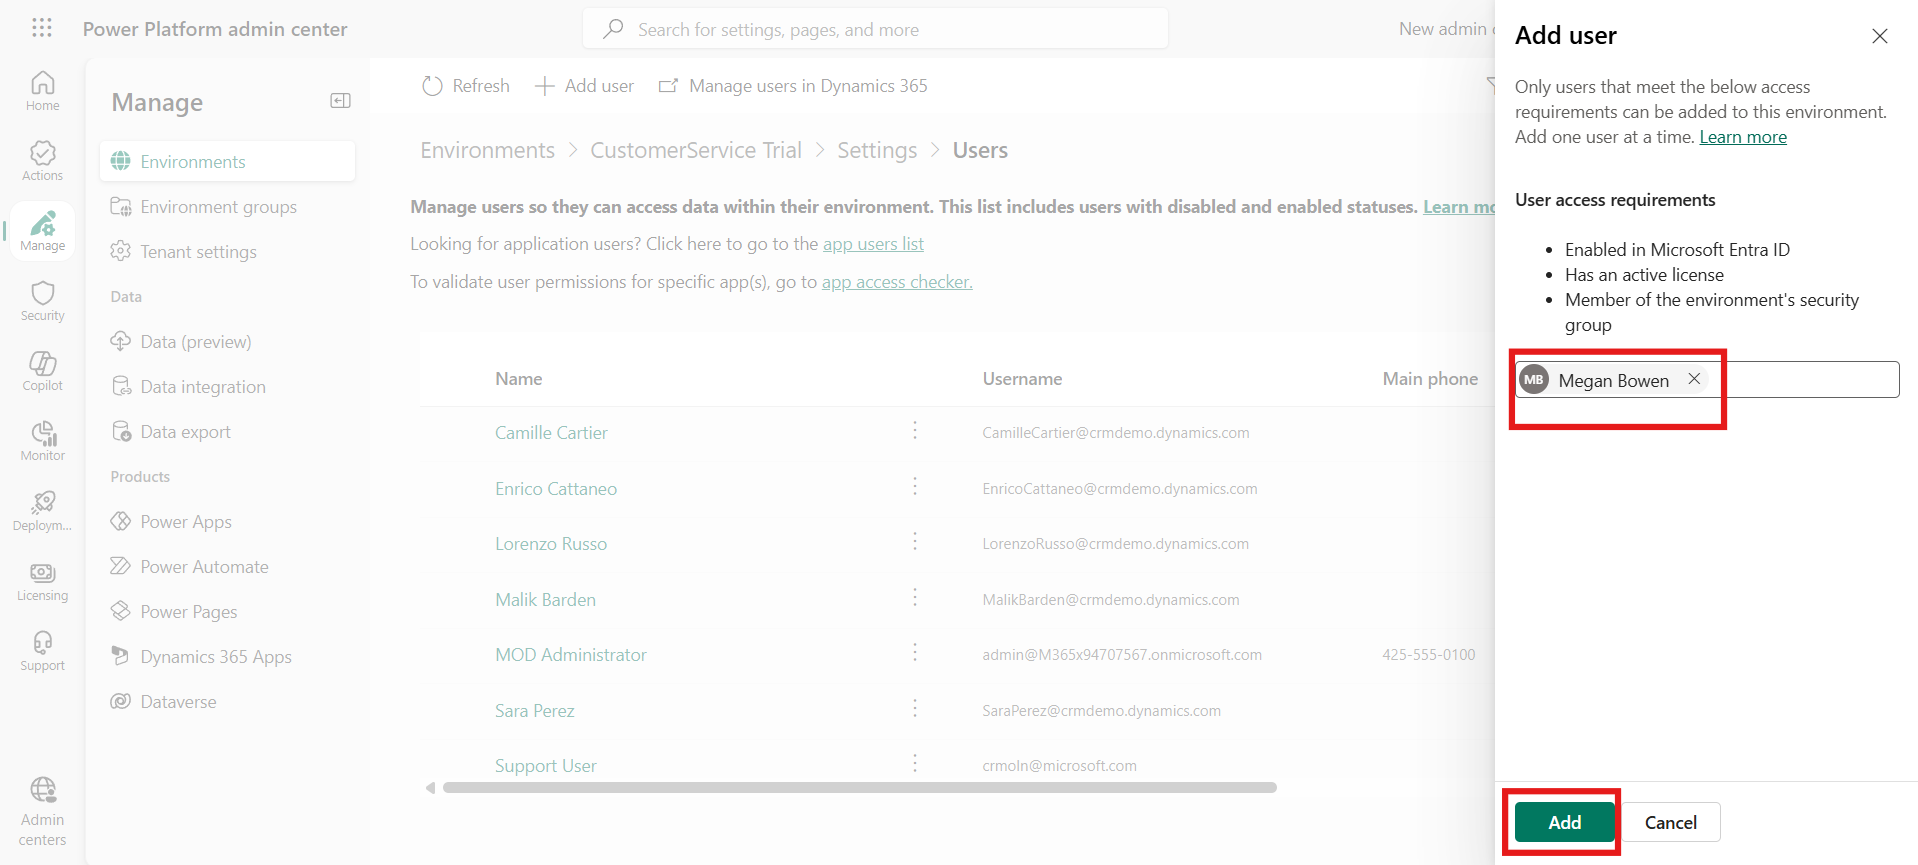 Power Platform admin center
Search for settings, pages, and more
New admin
Home
Actions
Manage
Security
Copilot
Monitor
Deploym...
Licensing
Support
Admin
centers
Manage
Environments
Environment groups
Tenant settings
Data
Data (preview)
Data integration
Data export
Products
Power Apps
Power Automate
Power Pages
Dynamics 365 Apps
Dataverse
Refresh
Add user
Manage users in Dynamics 365
Environments > CustomerService Trial > Settings > Users
Manage users so they can access data within their environment. This list includes users with disabled and enabled statuses. Learn mo
Looking for application users? Click here to go to the app users list
To validate user permissions for specific app(s), go to app access checker.
Name Username Main phone
Camille Cartier CamilleCartier@crmdemo.dynamics.com
Enrico Cattaneo EnricoCattaneo@crmdemo.dynamics.com
Lorenzo Russo LorenzoRusso@crmdemo.dynamics.com
Malik Barden MalikBarden@crmdemo.dynamics.com
MOD Administrator admin@M365x94707567.onmicrosoft.com 425-555-0100
Sara Perez SaraPerez@crmdemo.dynamics.com
Support User crmoln@microsoft.com
Add user
Only users that meet the below access
requirements can be added to this environment.
Add one user at a time. Learn more
User access requirements
• Enabled in Microsoft Entra ID
• Has an active license
• Member of the environment's security
group
MB Megan Bowen
Add
Cancel